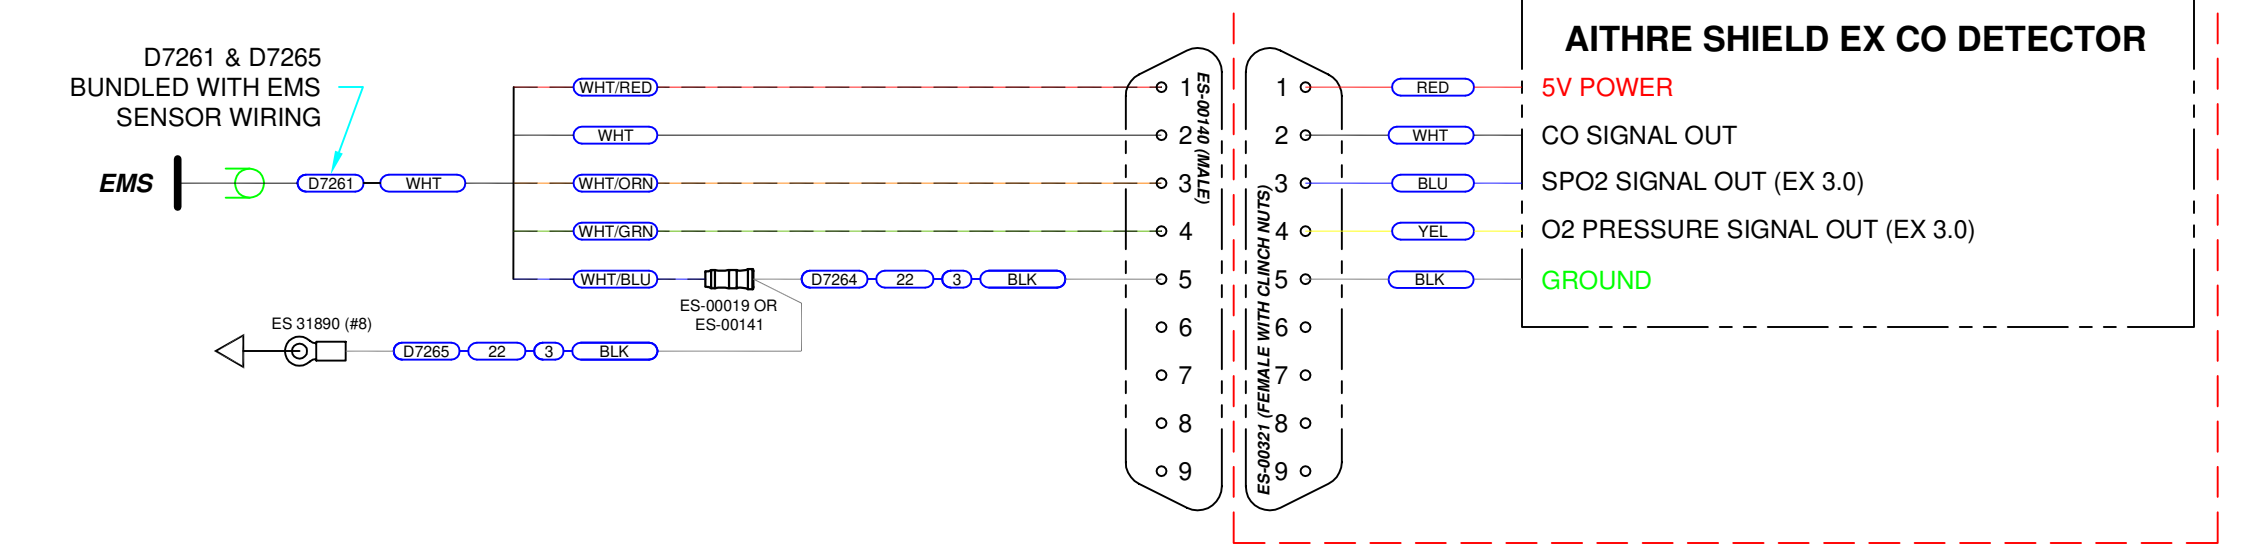 AITHRE SHIELD EX CO DETECTOR
D7261 & D7265
BUNDLED WITH EMS
SENSOR WIRING
EMS
D7261
WHT
WHT/RED
WHT
WHT/ORN
WHT/GRN
WHT/BLU
ES-00019 OR
ES-00141
D7264
22
3
BLK
ES 31890 (#8)
D7265
22
3
BLK
1
2
3
4
5
6
7
8
9
ES-00140 (MALE)
ES-00321 (FEMALE WITH CLINCH NUTS)
1
2
3
4
5
6
7
8
9
RED
5V POWER
WHT
CO SIGNAL OUT
BLU
SPO2 SIGNAL OUT (EX 3.0)
YEL
O2 PRESSURE SIGNAL OUT (EX 3.0)
BLK
GROUND